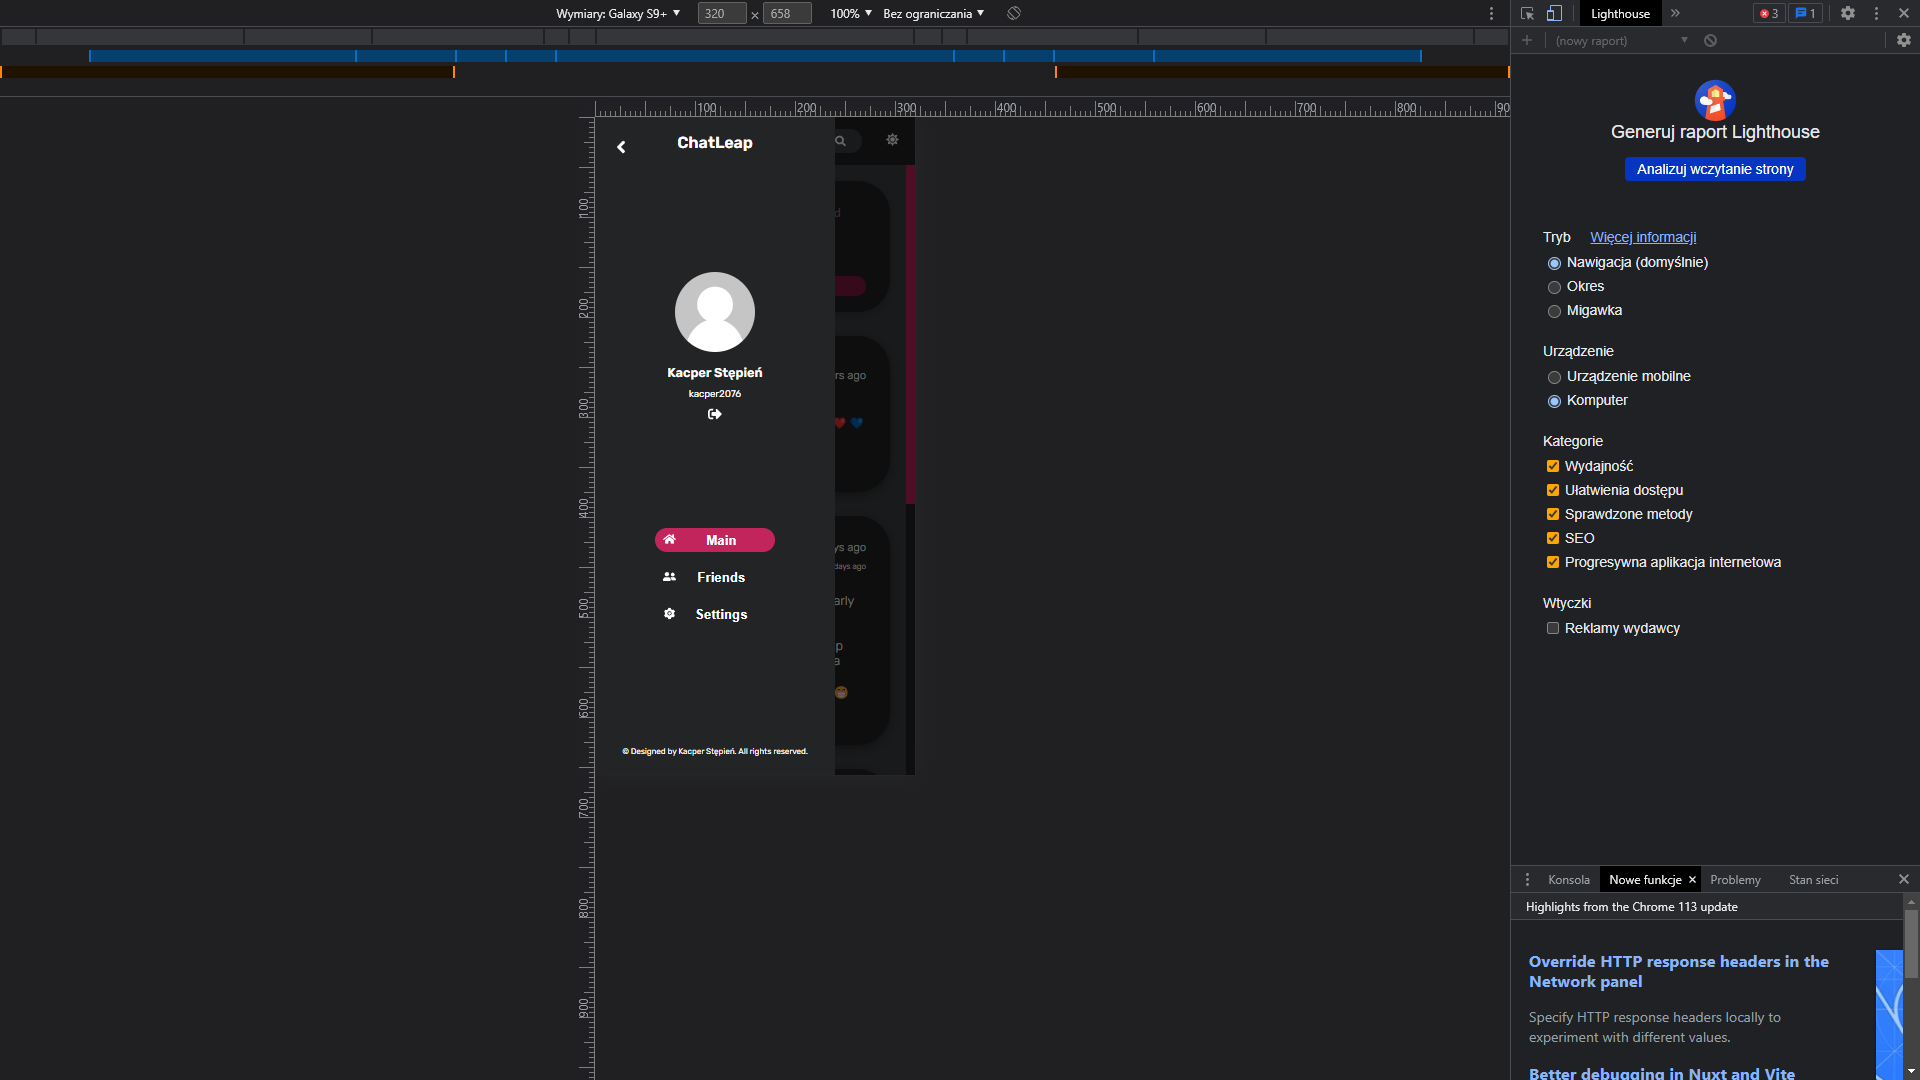 Wymiary: Galaxy S9+ 320 × 658 100% Bez ograniczania
100 200 300 400 500 600 700 800 90
100
200
300
400
500
600
700
800
900
ChatLeap
Kacper Stępień
kacper2076
Main
Friends
Settings
© Designed by Kacper Stępień. All rights reserved.
d
rs ago
ys ago
days ago
arly
p
a
Lighthouse 3 1
(nowy raport)
Generuj raport Lighthouse
Analizuj wczytanie strony
Tryb Więcej informacji
Nawigacja (domyślnie)
Okres
Migawka
Urządzenie
Urządzenie mobilne
Komputer
Kategorie
Wydajność
Ułatwienia dostępu
Sprawdzone metody
SEO
Progresywna aplikacja internetowa
Wtyczki
Reklamy wydawcy
Konsola Nowe funkcje Problemy Stan sieci
Highlights from the Chrome 113 update
Override HTTP response headers in the
Network panel
Specify HTTP response headers locally to
experiment with different values.
Better debugging in Nuxt and Vite